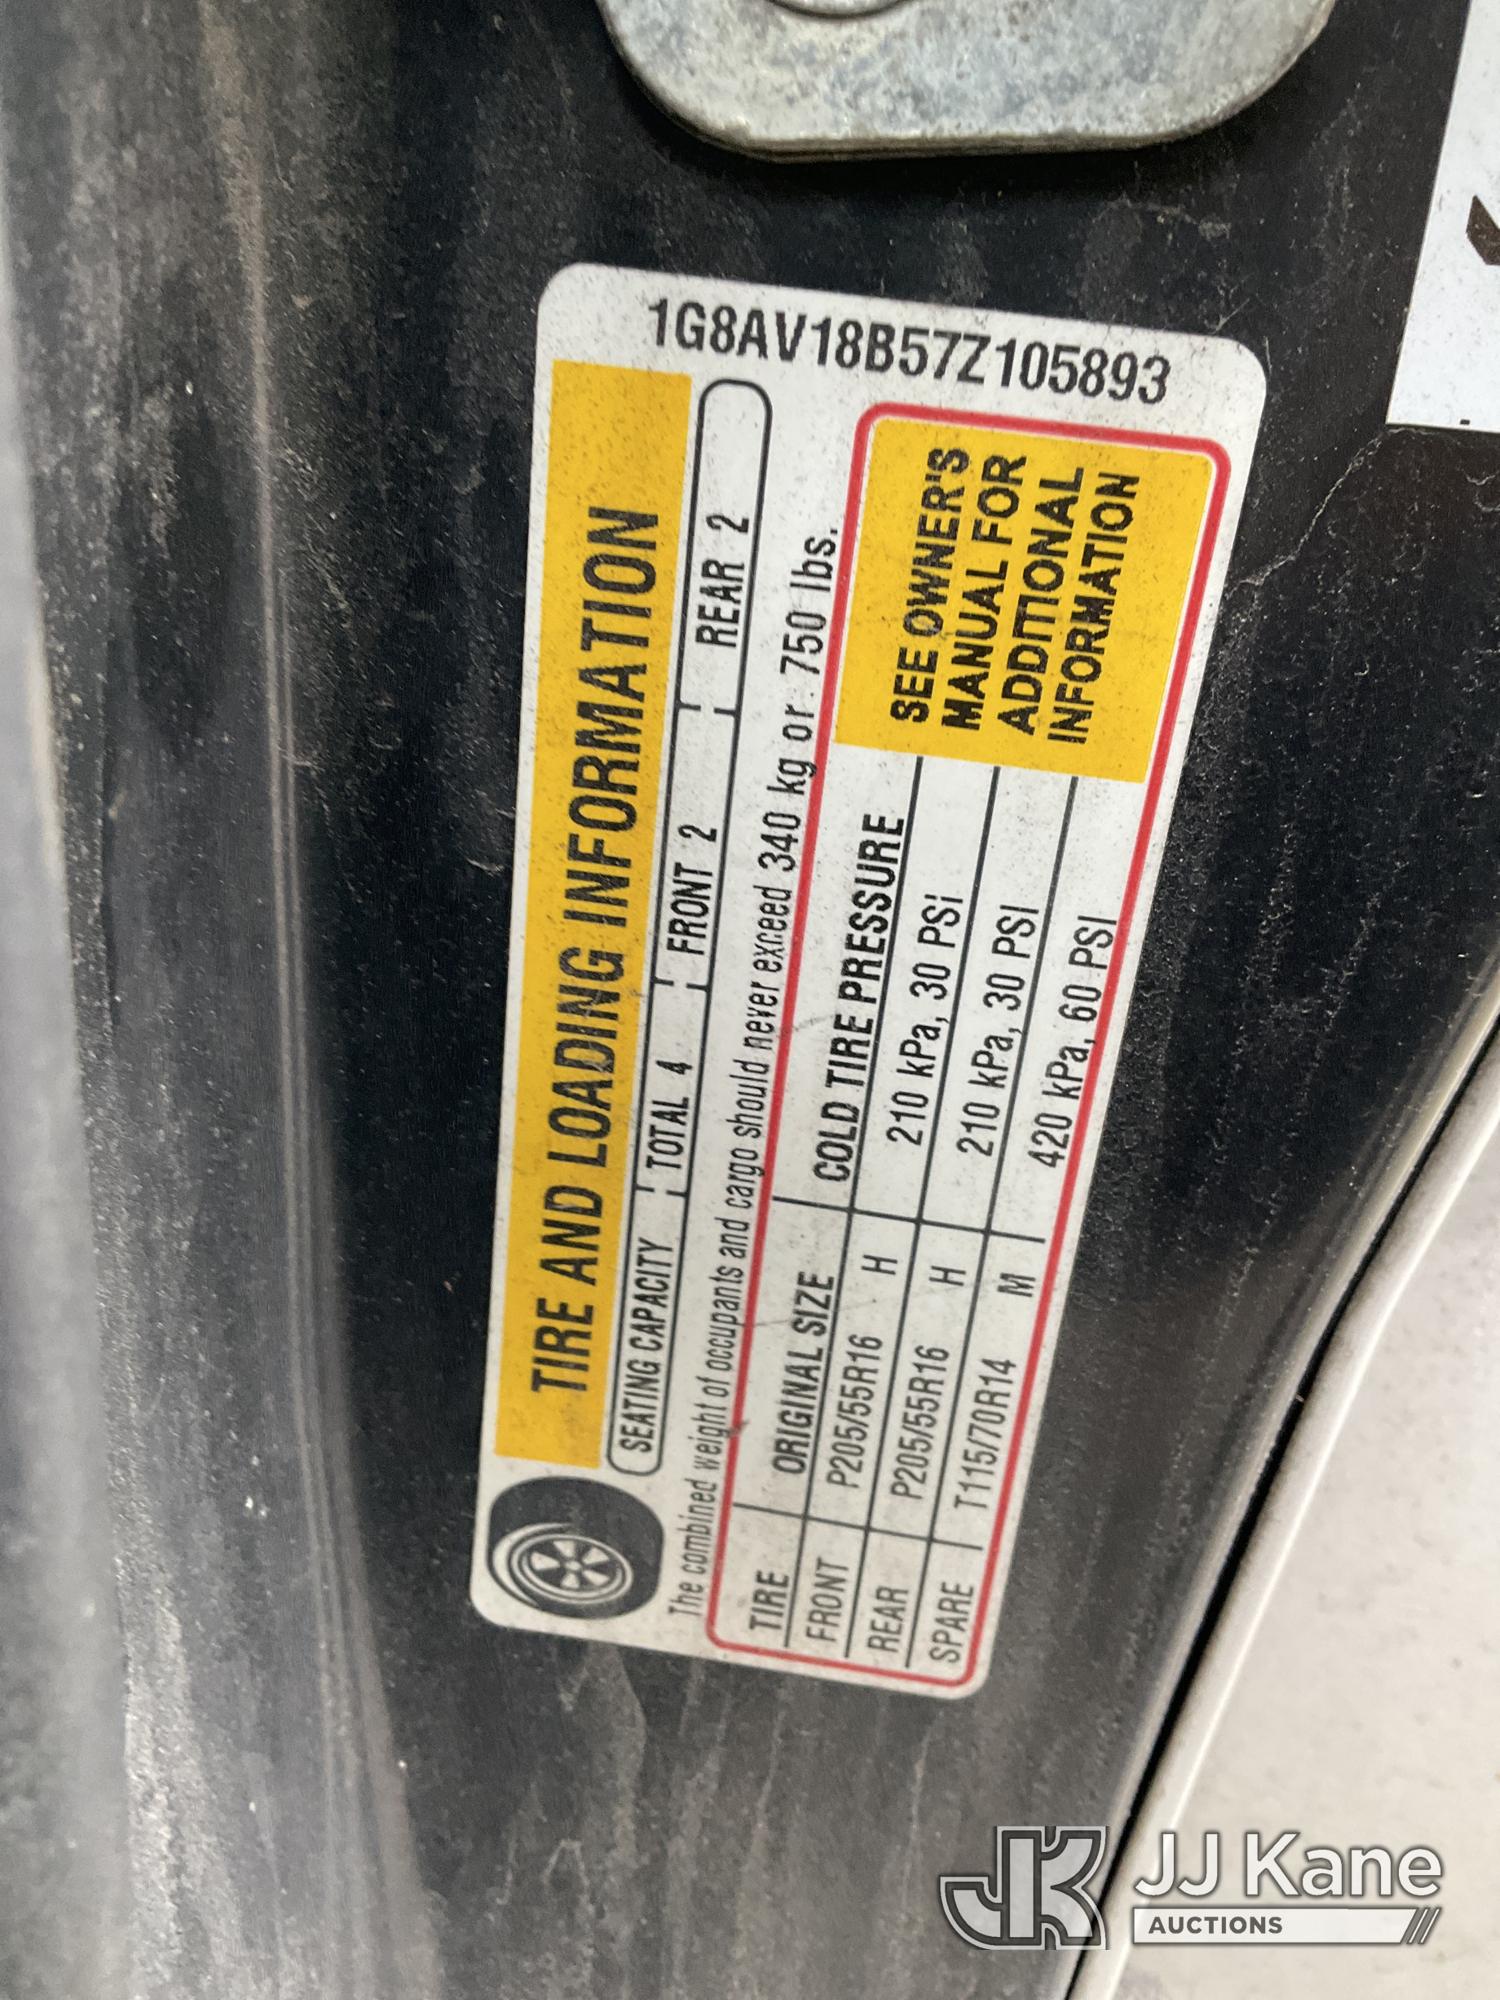 TIRE AND LOADING INFORMATION
SEATING CAPACITY TOTAL 4 FRONT 2 REAR 2
The combined weight of occupants and cargo should never exceed 340 kg or 750 lbs.
TIRE ORIGINAL SIZE COLD TIRE PRESSURE
FRONT P205/55R16 H 210 kPa, 30 PSI
REAR P205/55R16 H 210 kPa, 30 PSI
SPARE T115/70R14 M 420 kPa, 60 PSI
SEE OWNER'S
MANUAL FOR
ADDITIONAL
INFORMATION
1G8AV18B57Z105893
JK JJ Kane
AUCTIONS